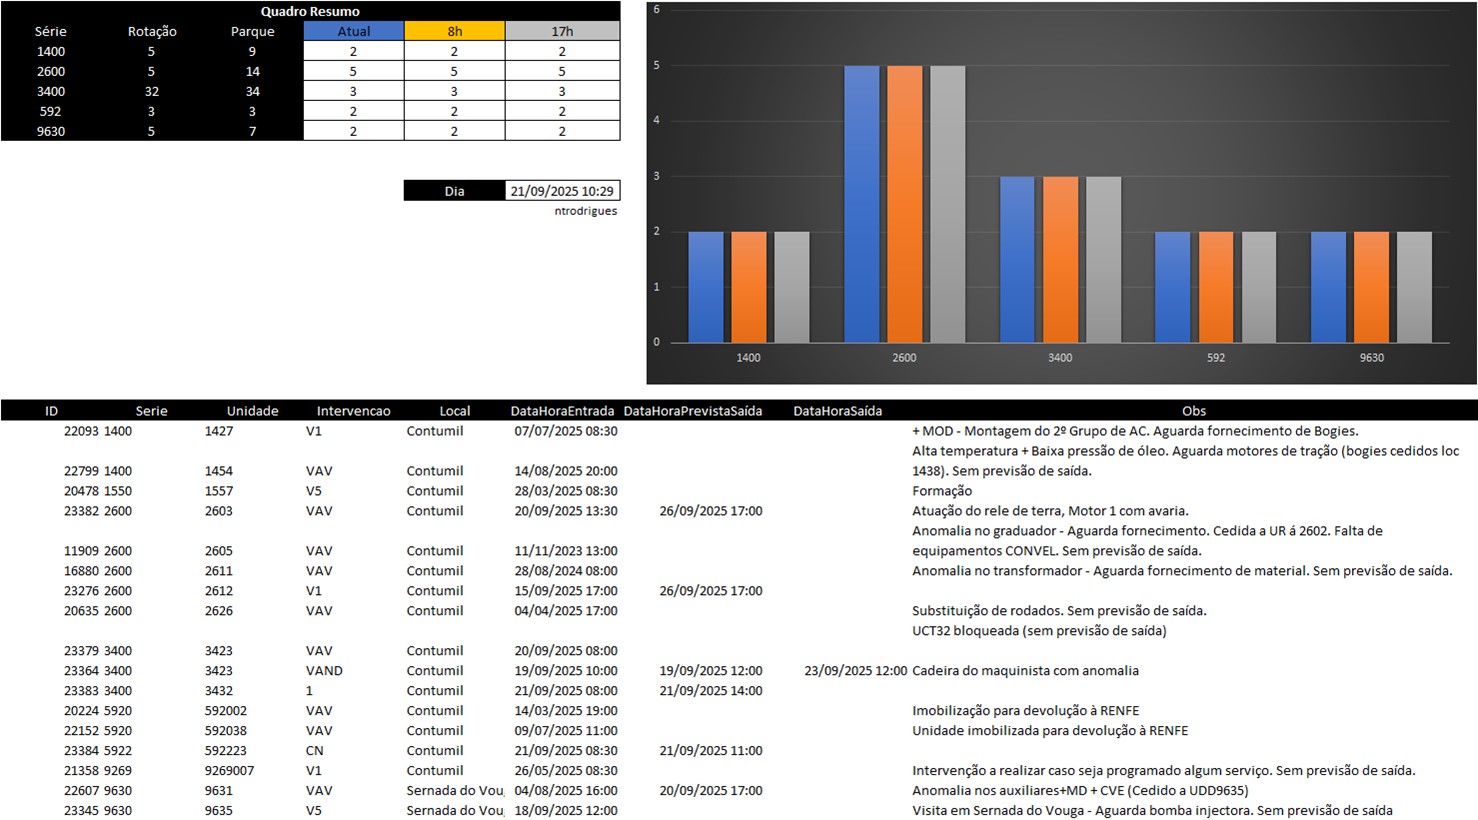 Quadro Resumo
Série Rotação Parque Atual 8h 17h
1400 5 9 2 2 2
2600 5 14 5 5 5
3400 32 34 3 3 3
592 3 3 2 2 2
9630 5 7 2 2 2
Dia 21/09/2025 10:29
ntrodrigues
6
5
4
3
2
1
0
1400 2600 3400 592 9630
ID Serie Unidade Intervencao Local DataHoraEntrada DataHoraPrevistaSaída DataHoraSaída Obs
22093 1400 1427 V1 Contumil 07/07/2025 08:30 + MOD - Montagem do 2º Grupo de AC. Aguarda fornecimento de Bogies.
Alta temperatura + Baixa pressão de óleo. Aguarda motores de tração (bogies cedidos loc
22799 1400 1454 VAV Contumil 14/08/2025 20:00 1438). Sem previsão de saída.
20478 1550 1557 V5 Contumil 28/03/2025 08:30 Formação
23382 2600 2603 VAV Contumil 20/09/2025 13:30 26/09/2025 17:00 Atuação do rele de terra, Motor 1 com avaria.
Anomalia no graduador - Aguarda fornecimento. Cedida a UR á 2602. Falta de
11909 2600 2605 VAV Contumil 11/11/2023 13:00 equipamentos CONVEL. Sem previsão de saída.
16880 2600 2611 VAV Contumil 28/08/2024 08:00 Anomalia no transformador - Aguarda fornecimento de material. Sem previsão de saída.
23276 2600 2612 V1 Contumil 15/09/2025 17:00 26/09/2025 17:00
20635 2600 2626 VAV Contumil 04/04/2025 17:00 Substituição de rodados. Sem previsão de saída.
UCT32 bloqueada (sem previsão de saída)
23379 3400 3423 VAV Contumil 20/09/2025 08:00
23364 3400 3423 VAND Contumil 19/09/2025 10:00 19/09/2025 12:00 23/09/2025 12:00 Cadeira do maquinista com anomalia
23383 3400 3432 1 Contumil 21/09/2025 08:00 21/09/2025 14:00
20224 5920 592002 VAV Contumil 14/03/2025 19:00 Imobilização para devolução à RENFE
22152 5920 592038 VAV Contumil 09/07/2025 11:00 Unidade imobilizada para devolução à RENFE
23384 5922 592223 CN Contumil 21/09/2025 08:30 21/09/2025 11:00
21358 9269 9269007 V1 Contumil 26/05/2025 08:30 Intervenção a realizar caso seja programado algum serviço. Sem previsão de saída.
22607 9630 9631 VAV Sernada do Voug 04/08/2025 16:00 20/09/2025 17:00 Anomalia nos auxiliares+MD + CVE (Cedido a UDD9635)
23345 9630 9635 V5 Sernada do Voug 18/09/2025 12:00 Visita em Sernada do Vouga - Aguarda bomba injectora. Sem previsão de saída